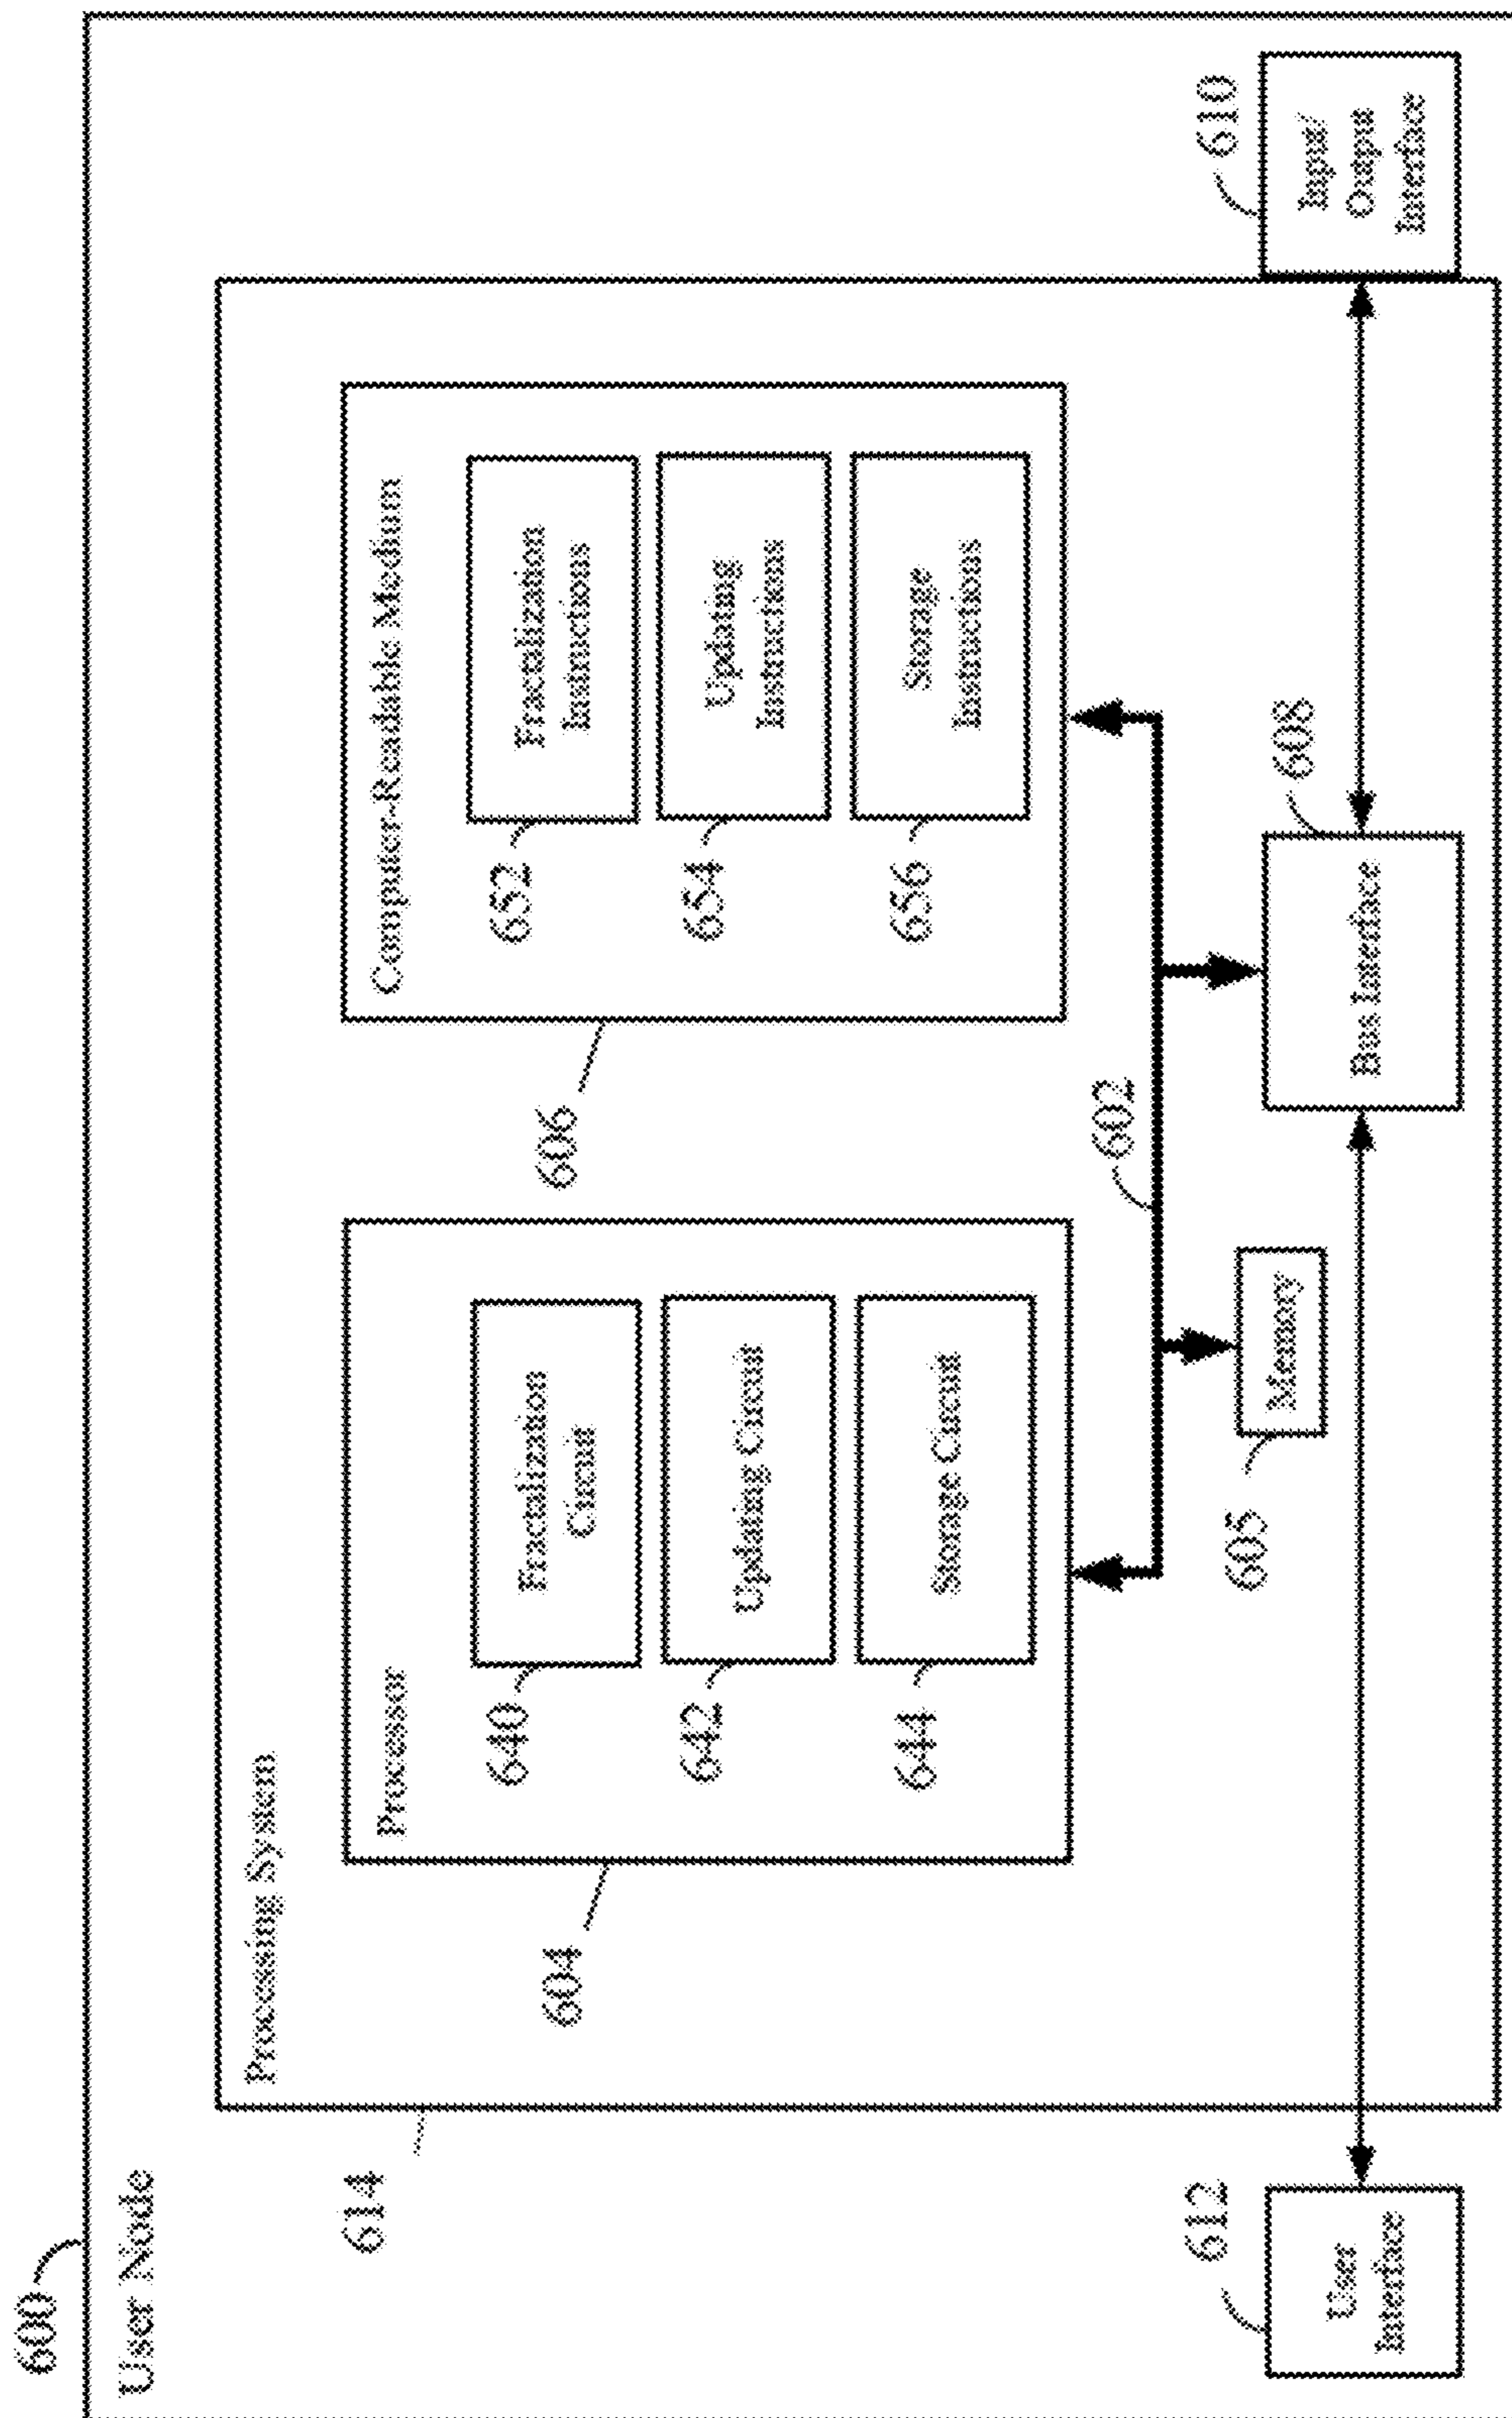 600
User Node
614
Processing System
604
Processor
640
Fractalization
Circuit
642
Updating Circuit
644
Storage Circuit
606
Computer-Readable Medium
652
Fractalization
Instructions
654
Updating
Instructions
656
Storage
Instructions
602
605
Memory
608
Bus Interface
612
User
Interface
610
Input/
Output
Interface